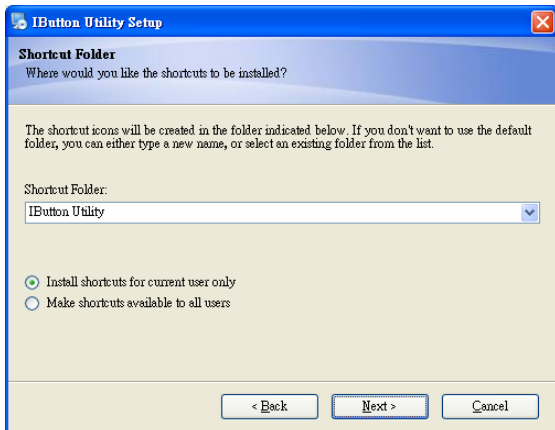 IButton Utility Setup
Shortcut Folder
Where would you like the shortcuts to be installed?
The shortcut icons will be created in the folder indicated below. If you don't want to use the default
folder, you can either type a new name, or select an existing folder from the list.
Shortcut Folder:
IButton Utility
Install shortcuts for current user only
Make shortcuts available to all users
< Back
Next >
Cancel